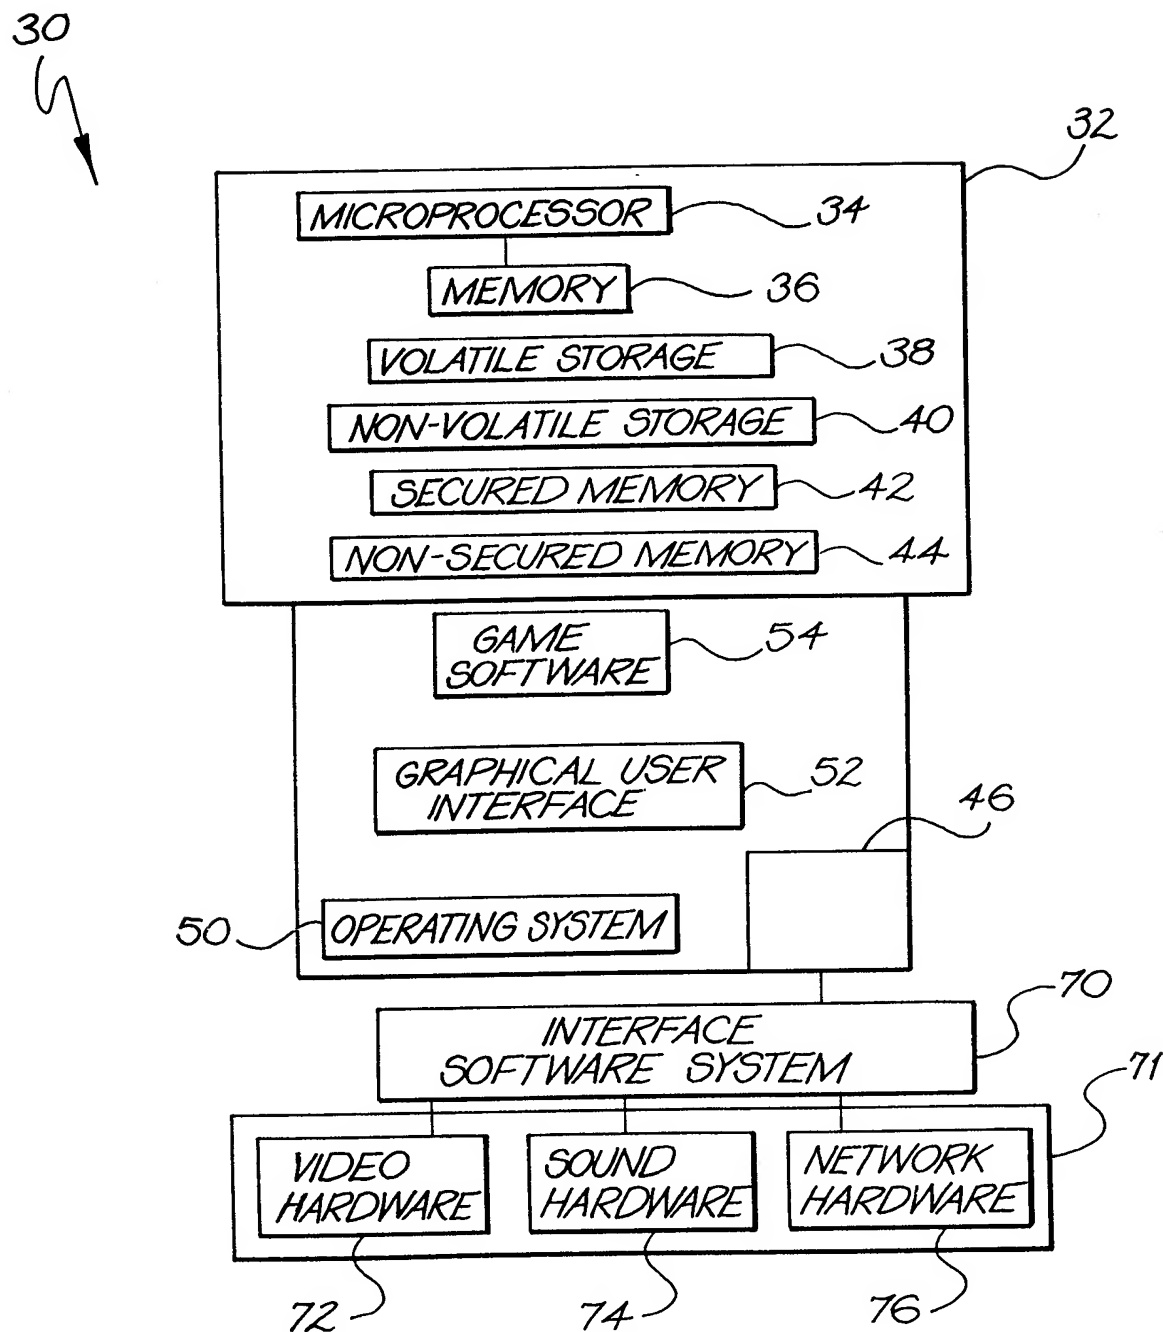 30
32
MICROPROCESSOR
34
MEMORY
36
VOLATILE STORAGE
38
NON-VOLATILE STORAGE
40
SECURED MEMORY
42
NON-SECURED MEMORY
44
GAME
SOFTWARE
54
GRAPHICAL USER
INTERFACE
52
46
50
OPERATING SYSTEM
70
INTERFACE
SOFTWARE SYSTEM
71
VIDEO
HARDWARE
SOUND
HARDWARE
NETWORK
HARDWARE
72
74
76